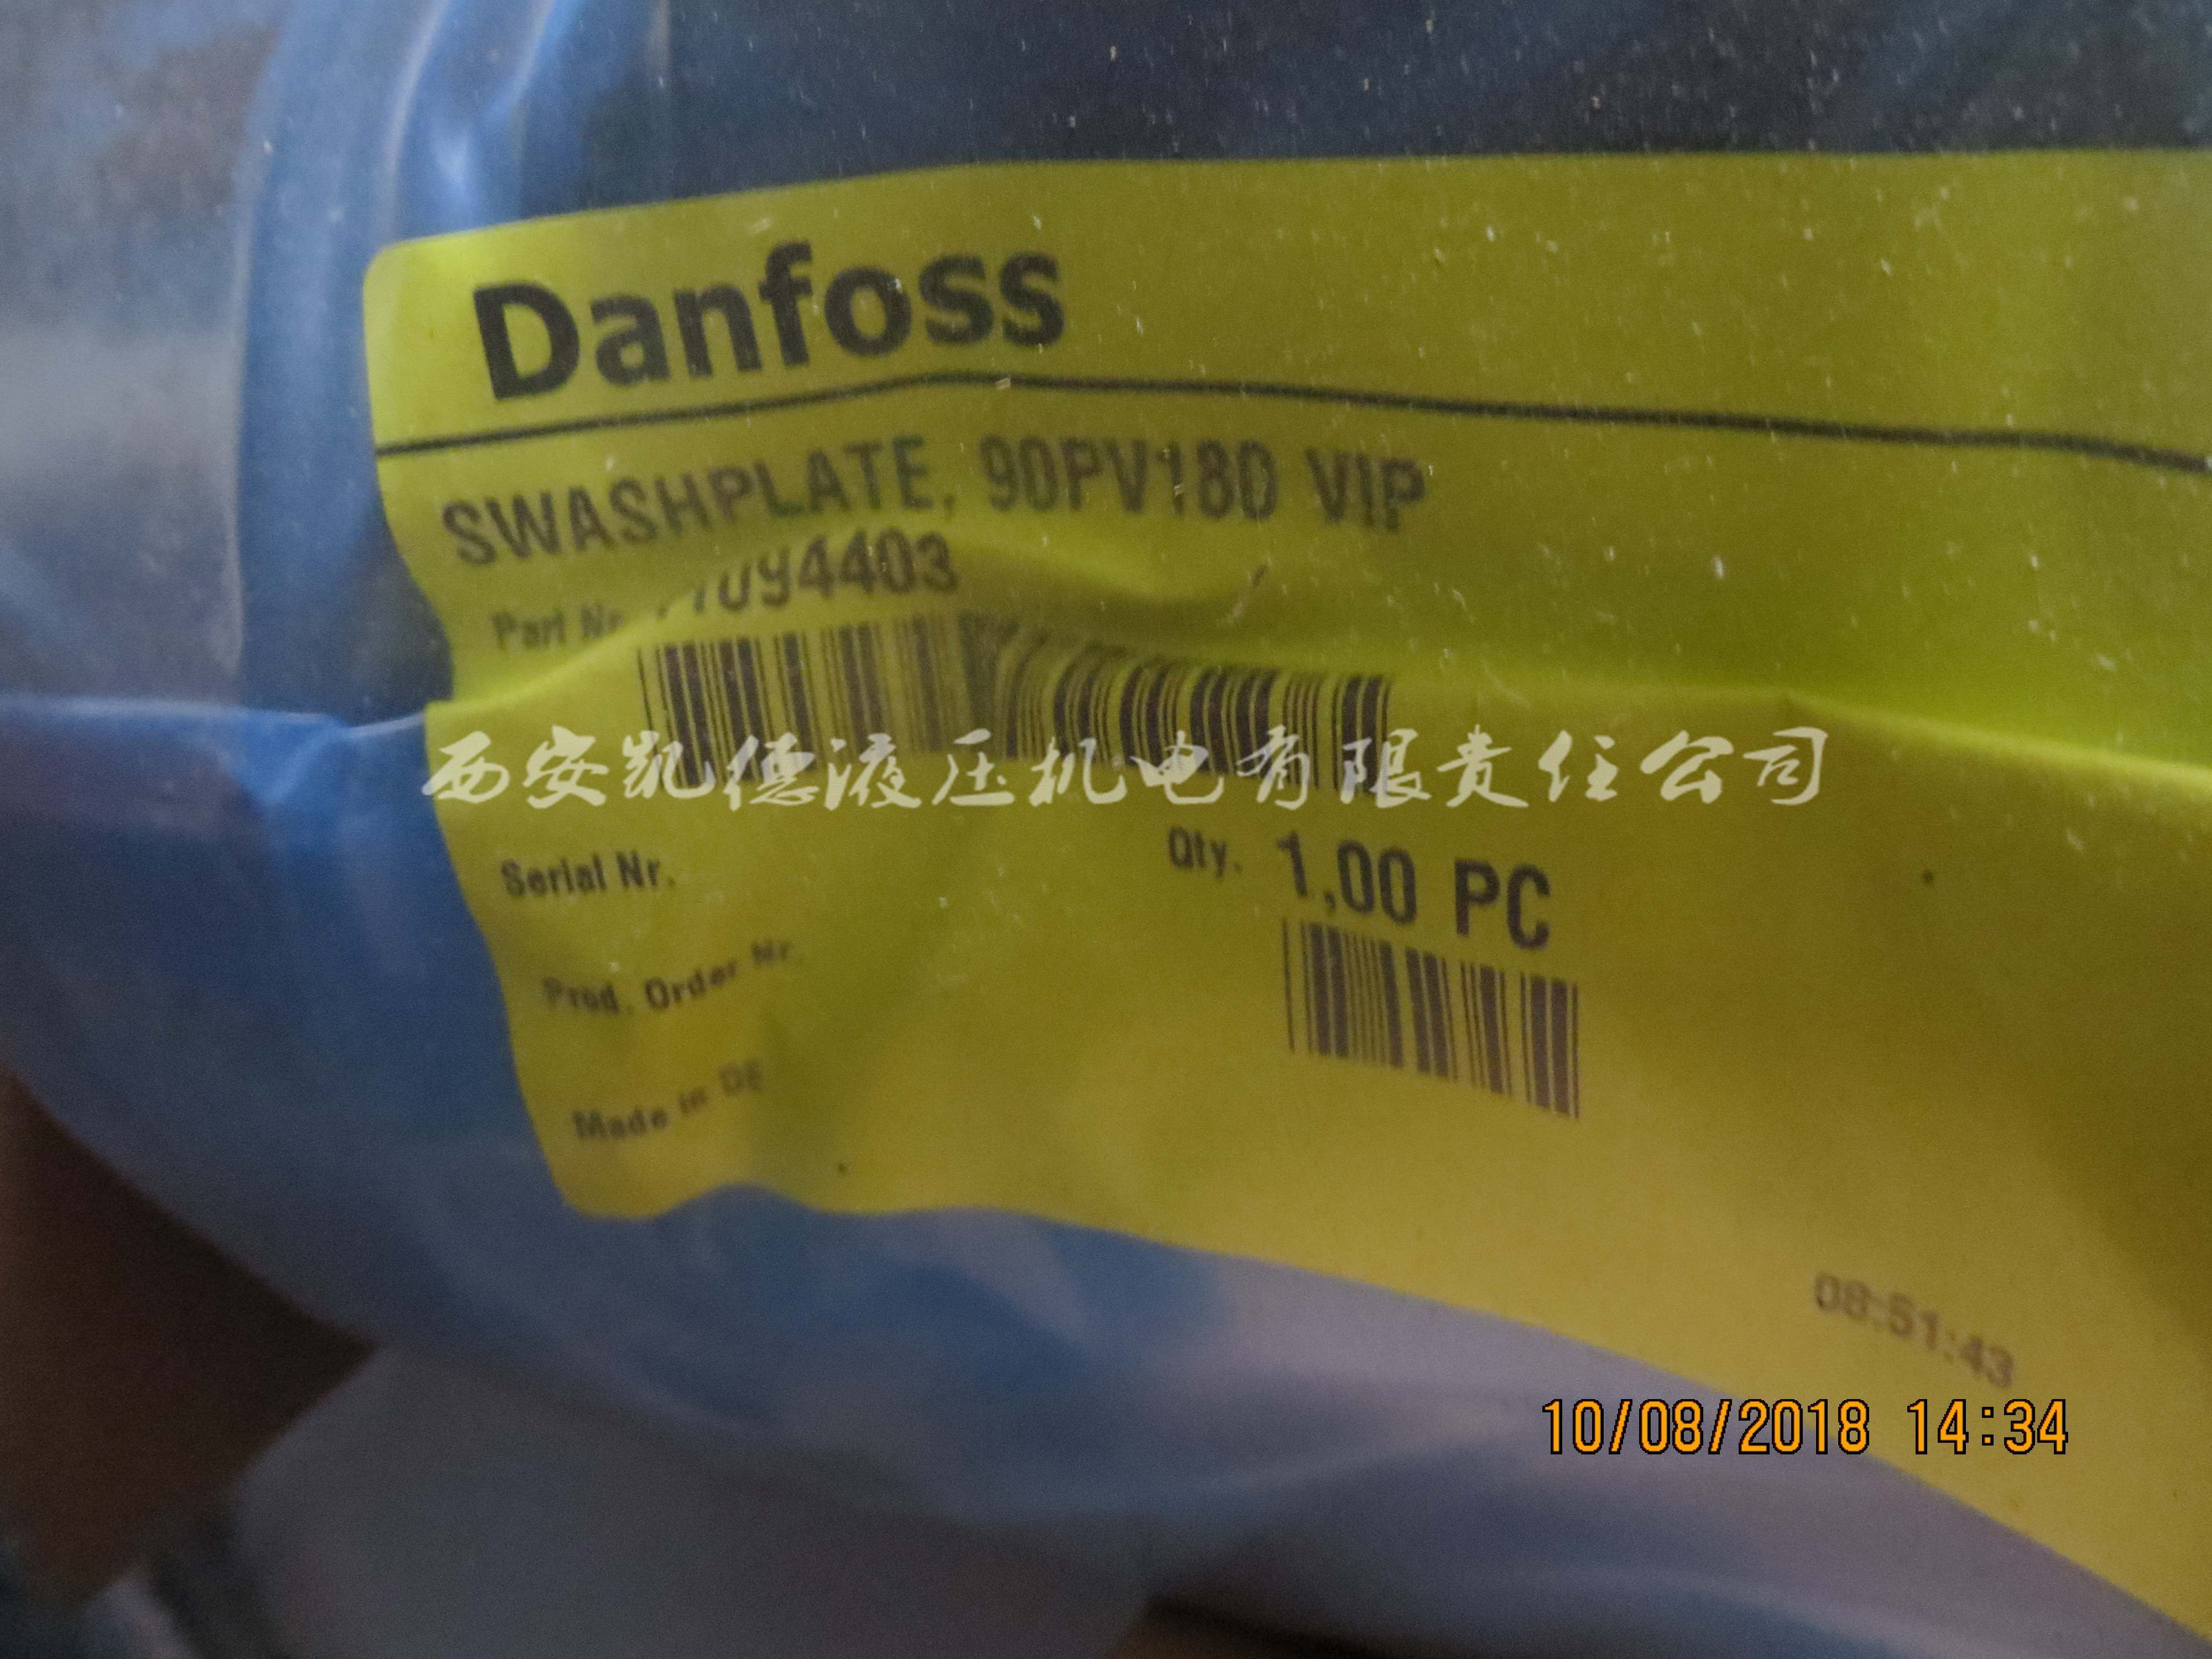 Danfoss
SWASHPLATE, 90PV180 VIP
Part Nr.
西安凯德液压机电有限责任公司
Serial Nr.
Qty. 1,00 PC
Prod. Order Nr.
Made in DE
08:51:43
10/08/2018 14:34